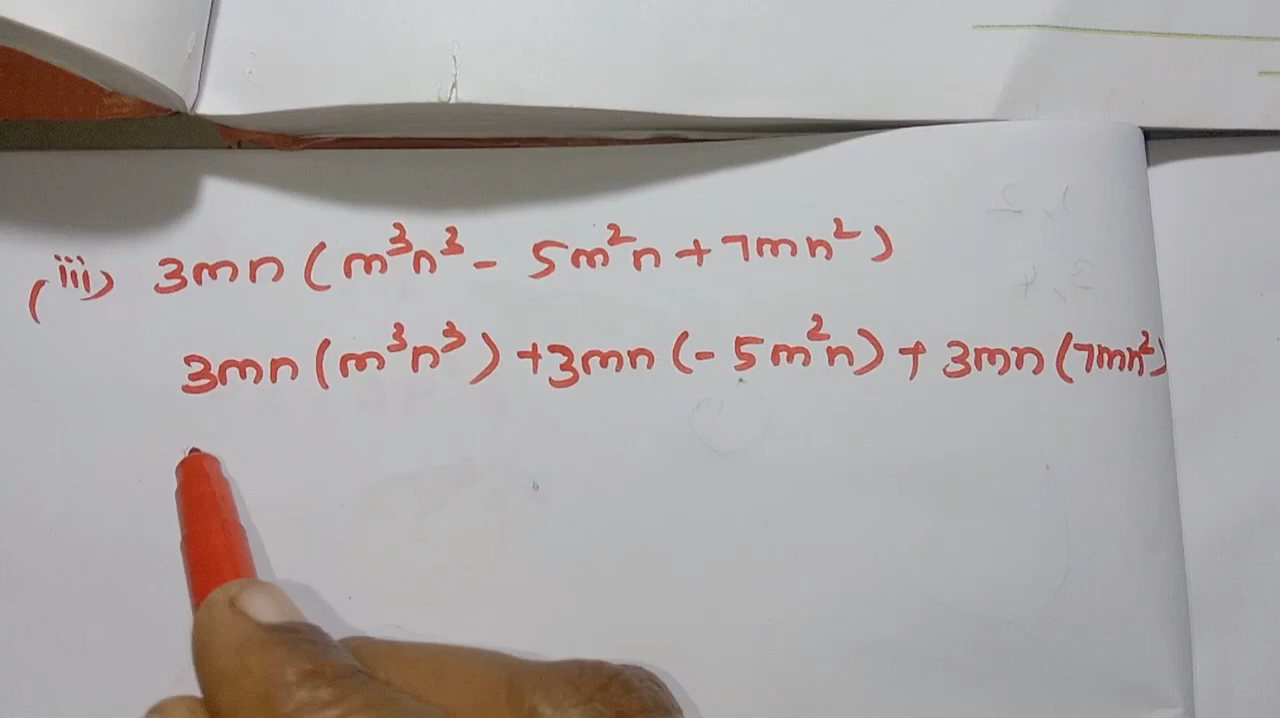 (iii) 3mn(m³n³ - 5m²n + 7mn²)
3mn(m³n³) + 3mn(- 5m²n) + 3mn(7mn²)